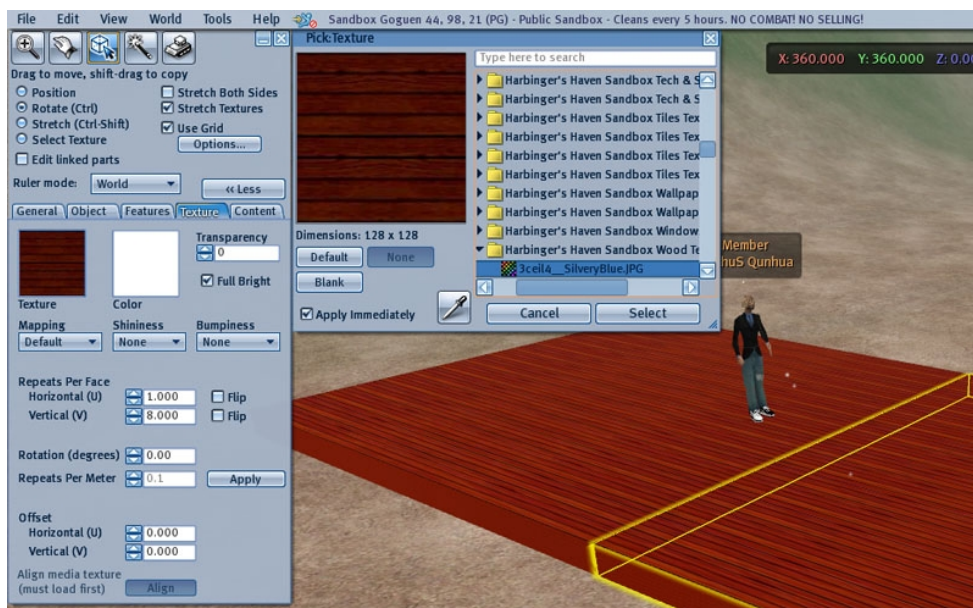 File Edit View World Tools Help Sandbox Goguen 44, 98, 21 (PG) - Public Sandbox - Cleans every 5 hours. NO COMBAT! NO SELLING!
Drag to move, shift-drag to copy
Position
Rotate (Ctrl)
Stretch (Ctrl-Shift)
Select Texture
Edit linked parts
Stretch Both Sides
Stretch Textures
Use Grid
Options...
Ruler mode: World
<< Less
General Object Features Texture Content
Texture
Color
Transparency
0
Full Bright
Mapping Shininess Bumpiness
Default None None
Repeats Per Face
Horizontal (U) 1.000 Flip
Vertical (V) 8.000 Flip
Rotation (degrees) 0.00
Repeats Per Meter 0.1 Apply
Offset
Horizontal (U) 0.000
Vertical (V) 0.000
Align media texture
(must load first) Align
Pick: Texture
Type here to search
Harbinger's Haven Sandbox Tech & S
Harbinger's Haven Sandbox Tech & S
Harbinger's Haven Sandbox Tiles Tex
Harbinger's Haven Sandbox Tiles Tex
Harbinger's Haven Sandbox Tiles Tex
Harbinger's Haven Sandbox Tiles Tex
Harbinger's Haven Sandbox Wallpap
Harbinger's Haven Sandbox Wallpap
Harbinger's Haven Sandbox Window
Harbinger's Haven Sandbox Wood Te
3ceil4__SilveryBlue.JPG
Dimensions: 128 x 128
Default None
Blank
Apply Immediately
Cancel Select
X: 360.000 Y: 360.000 Z: 0.0
Member
huS Qunhua